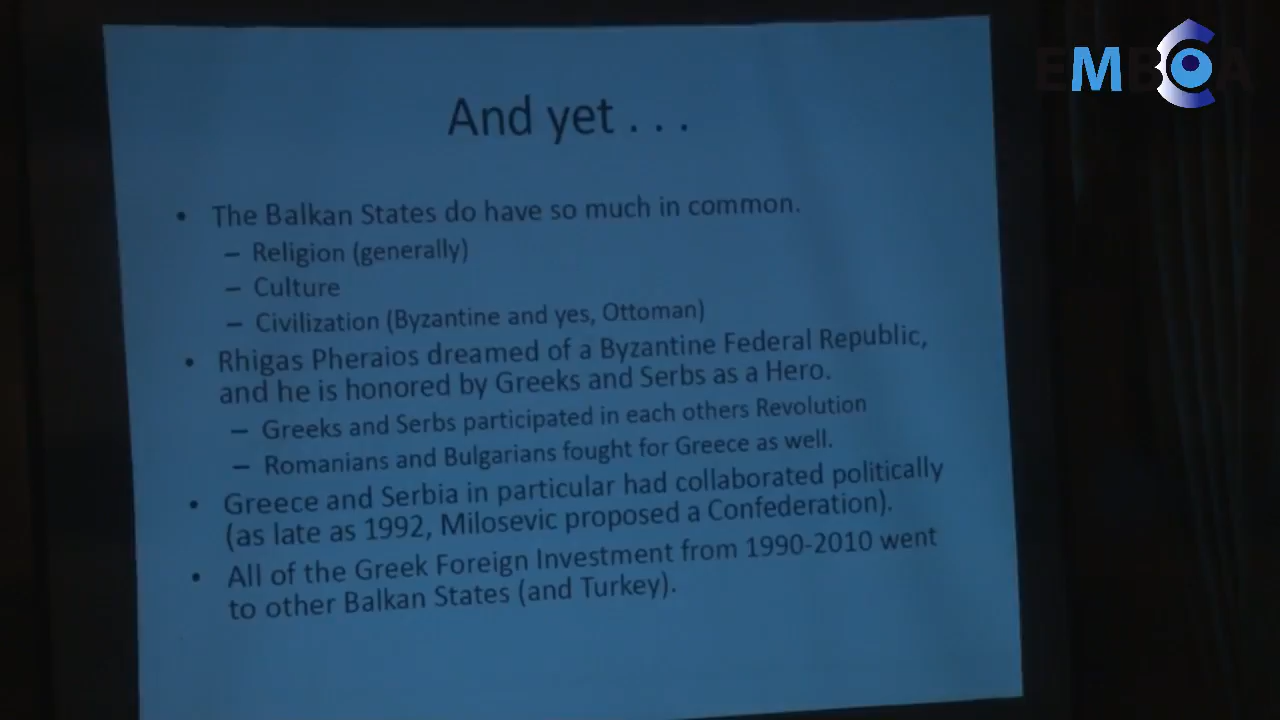 EMBCA
And yet . . .
• The Balkan States do have so much in common.
– Religion (generally)
– Culture
– Civilization (Byzantine and yes, Ottoman)
• Rhigas Pheraios dreamed of a Byzantine Federal Republic,
and he is honored by Greeks and Serbs as a Hero.
– Greeks and Serbs participated in each others Revolution
– Romanians and Bulgarians fought for Greece as well.
• Greece and Serbia in particular had collaborated politically
(as late as 1992, Milosevic proposed a Confederation).
• All of the Greek Foreign Investment from 1990-2010 went
to other Balkan States (and Turkey).